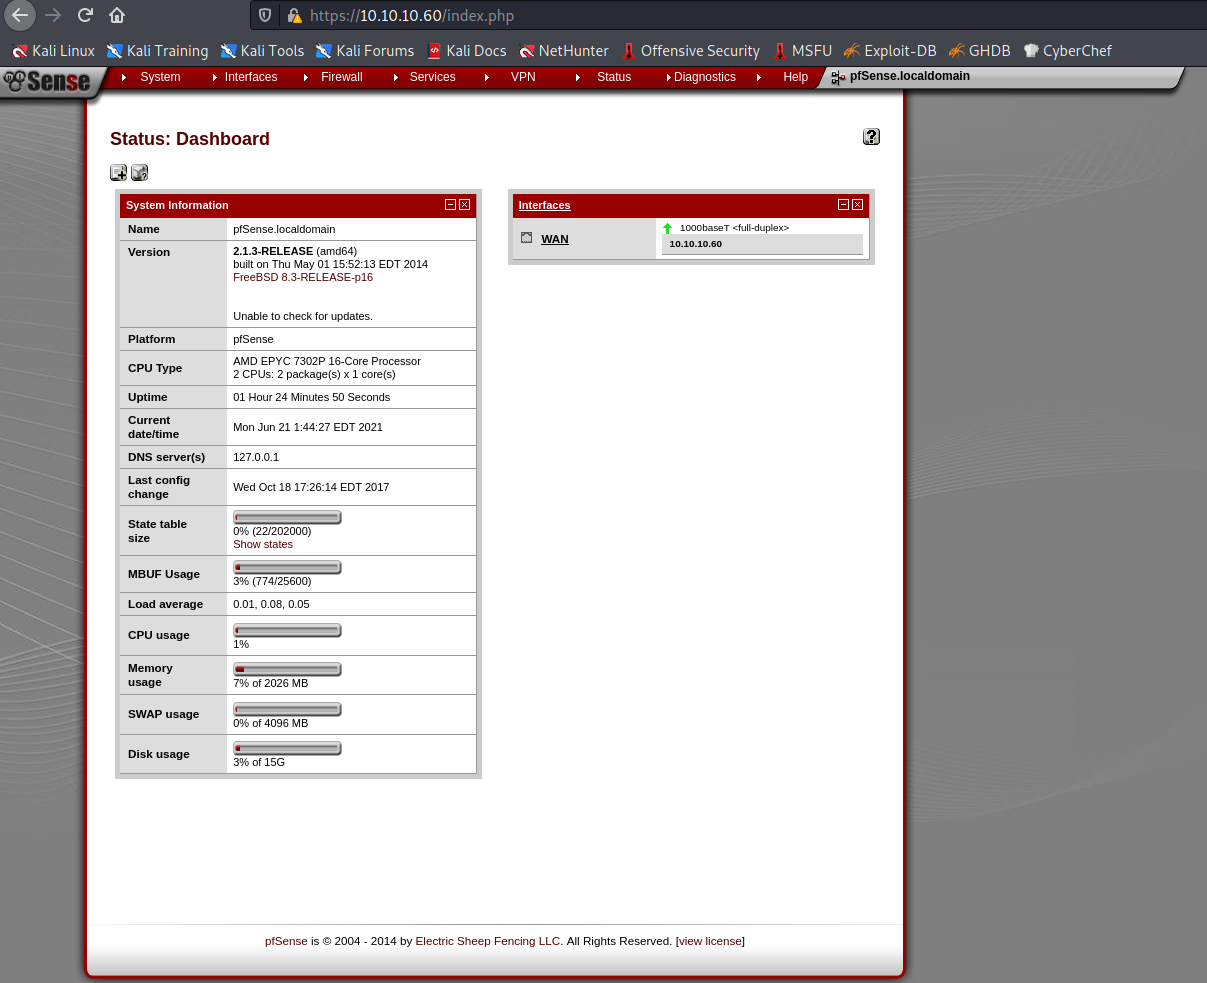 https://10.10.10.60/index.php
Kali Linux Kali Training Kali Tools Kali Forums Kali Docs NetHunter Offensive Security MSFU Exploit-DB GHDB CyberChef
Sense System Interfaces Firewall Services VPN Status Diagnostics Help pfSense.localdomain
Status: Dashboard
System Information
Name pfSense.localdomain
Version 2.1.3-RELEASE (amd64)
built on Thu May 01 15:52:13 EDT 2014
FreeBSD 8.3-RELEASE-p16
Unable to check for updates.
Platform pfSense
CPU Type AMD EPYC 7302P 16-Core Processor
2 CPUs: 2 package(s) x 1 core(s)
Uptime 01 Hour 24 Minutes 50 Seconds
Current
date/time Mon Jun 21 1:44:27 EDT 2021
DNS server(s) 127.0.0.1
Last config
change Wed Oct 18 17:26:14 EDT 2017
State table
size 0% (22/202000)
Show states
MBUF Usage 3% (774/25600)
Load average 0.01, 0.08, 0.05
CPU usage 1%
Memory
usage 7% of 2026 MB
SWAP usage 0% of 4096 MB
Disk usage 3% of 15G
Interfaces
WAN 1000baseT <full-duplex>
10.10.10.60
pfSense is © 2004 - 2014 by Electric Sheep Fencing LLC. All Rights Reserved. [view license]